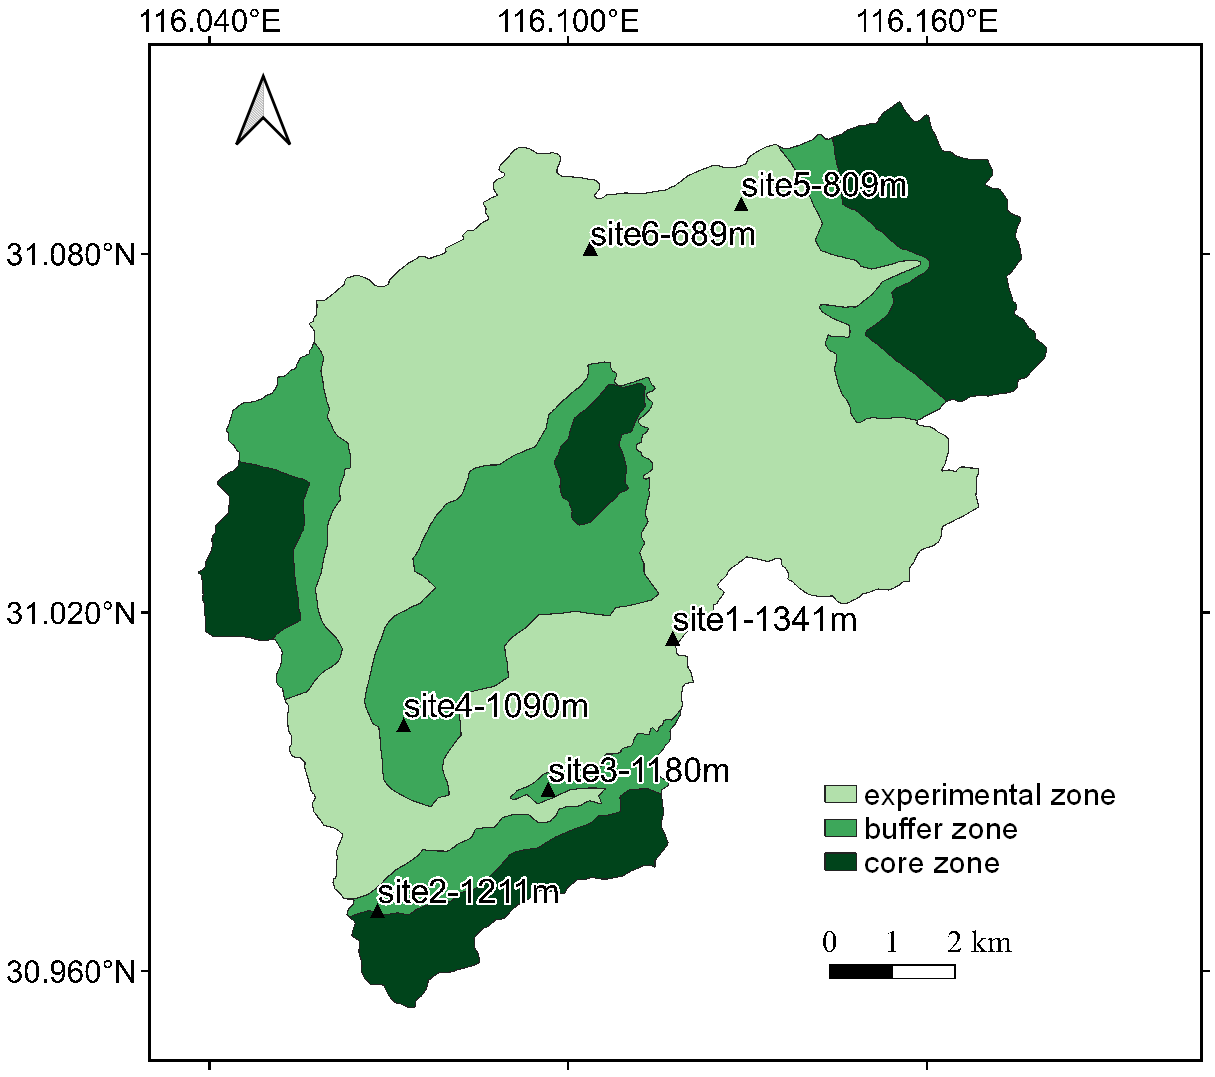 116.040°E 116.100°E 116.160°E
site5-809m
site6-689m
31.080°N
31.020°N
site1-1341m
site4-1090m
site3-1180m
experimental zone
buffer zone
core zone
site2-1211m
0 1 2 km
30.960°N